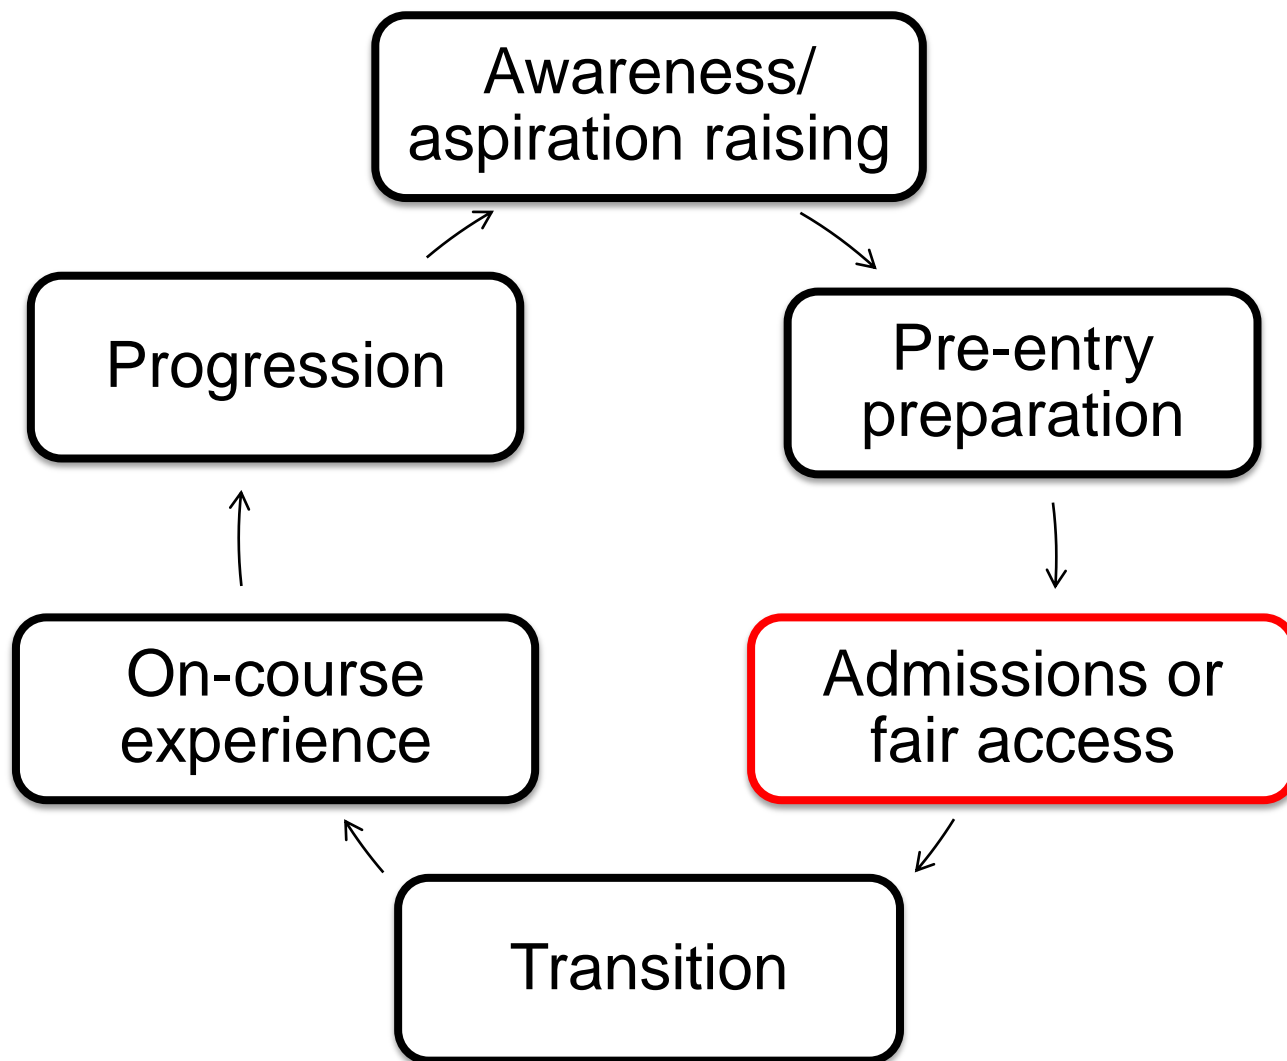 Awareness/
aspiration raising
Pre-entry
preparation
Admissions or
fair access
Transition
On-course
experience
Progression